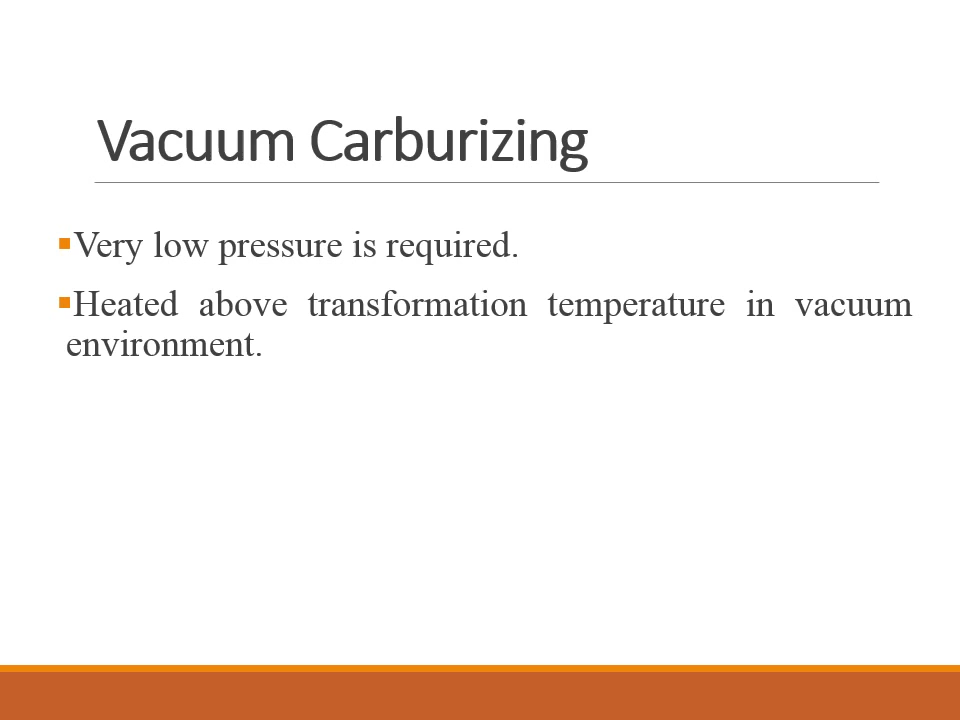 Vacuum Carburizing
▪Very low pressure is required.
▪Heated above transformation temperature in vacuum
environment.